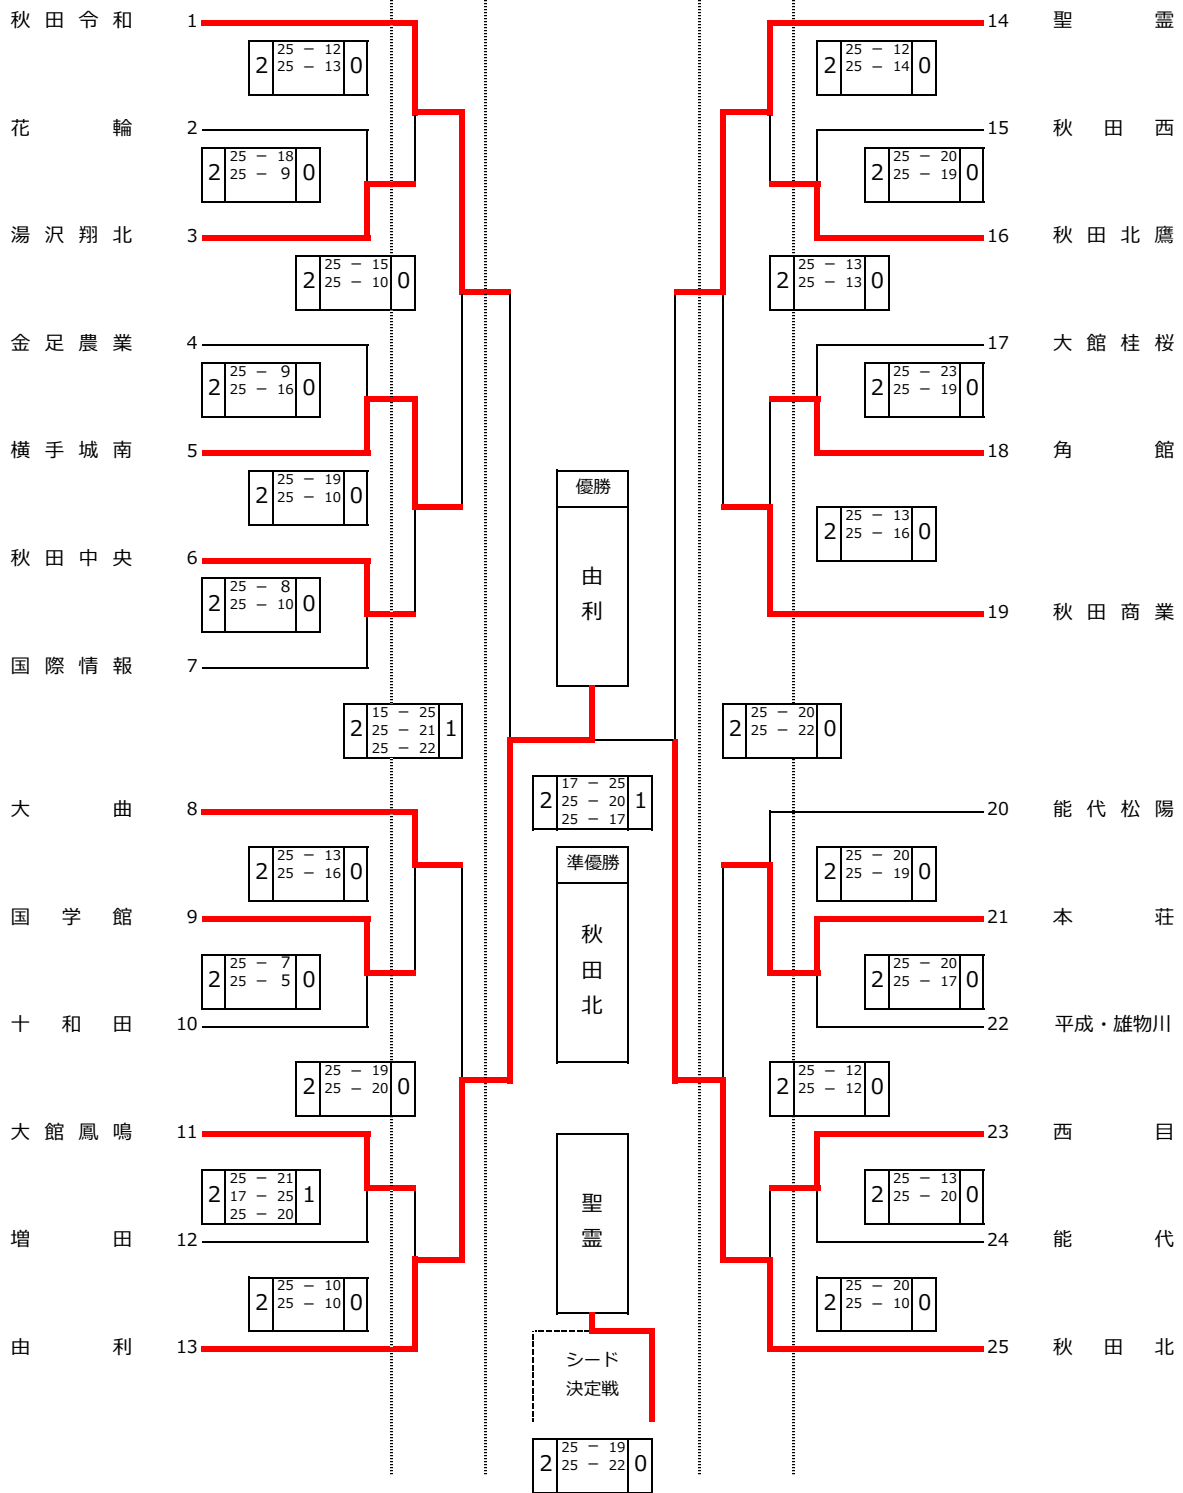 秋田令和 1
2 25 － 12 0
25 － 13
花輪 2
2 25 － 18 0
25 － 9
湯沢翔北 3
2 25 － 15 0
25 － 10
金足農業 4
2 25 － 9 0
25 － 16
横手城南 5
2 25 － 19 0
25 － 10
秋田中央 6
2 25 － 8 0
25 － 10
国際情報 7
2 15 － 25 1
25 － 21
25 － 22
大曲 8
2 25 － 13 0
25 － 16
国学館 9
2 25 － 7 0
25 － 5
十和田 10
2 25 － 19 0
25 － 20
大館鳳鳴 11
2 25 － 21 1
17 － 25
25 － 20
増田 12
2 25 － 10 0
25 － 10
由利 13
優勝
由利
2 17 － 25 1
25 － 20
25 － 17
準優勝
秋田北
聖霊
シード
決定戦
2 25 － 19 0
25 － 22
14 聖霊
2 25 － 12 0
25 － 14
15 秋田西
2 25 － 20 0
25 － 19
16 秋田北鷹
2 25 － 13 0
25 － 13
17 大館桂桜
2 25 － 23 0
25 － 19
18 角館
2 25 － 13 0
25 － 16
19 秋田商業
2 25 － 20 0
25 － 22
20 能代松陽
2 25 － 20 0
25 － 19
21 本荘
2 25 － 20 0
25 － 17
22 平成・雄物川
2 25 － 12 0
25 － 12
23 西目
2 25 － 13 0
25 － 20
24 能代
2 25 － 20 0
25 － 10
25 秋田北